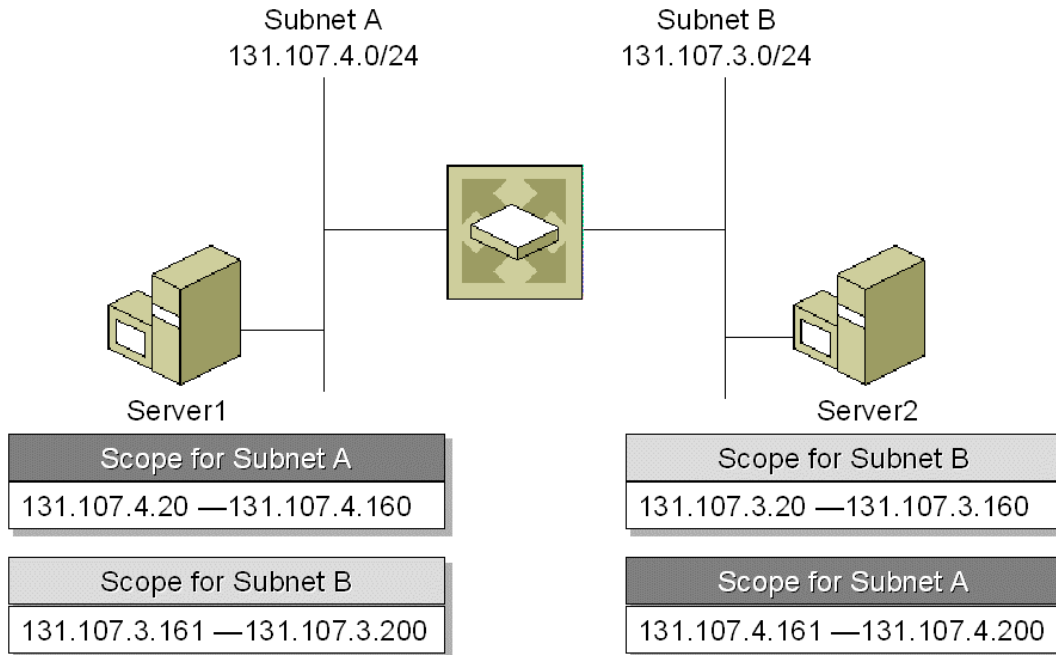 Subnet A
131.107.4.0/24
Subnet B
131.107.3.0/24
Server1
Scope for Subnet A
131.107.4.20 —131.107.4.160
Scope for Subnet B
131.107.3.161 —131.107.3.200
Server2
Scope for Subnet B
131.107.3.20 —131.107.3.160
Scope for Subnet A
131.107.4.161 —131.107.4.200